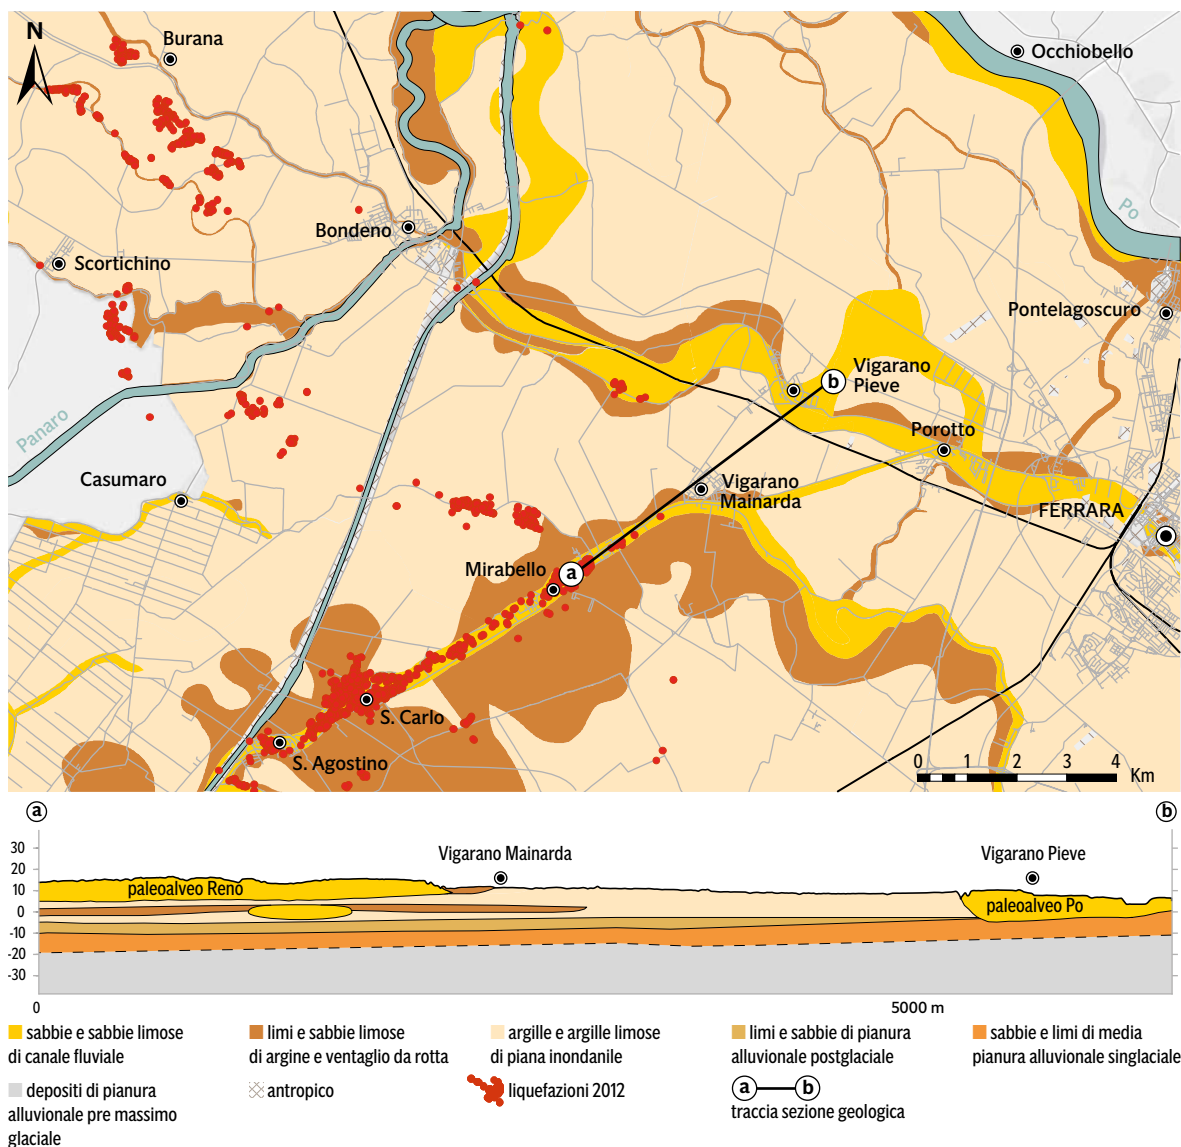 N
Burana
Occhiobello
Po
Bondeno
Scortichino
Pontelagoscuro
Vigarano
Pieve
b
Panaro
Porotto
Casumaro
Vigarano
Mainarda
FERRARA
Mirabello
a
S. Carlo
S. Agostino
0 1 2 3 4 Km
a b
30
20
10
0
-10
-20
-30
Vigarano Mainarda
Vigarano Pieve
paleoalveo Reno
paleoalveo Po
0 5000 m
sabbie e sabbie limose
di canale fluviale
limi e sabbie limose
di argine e ventaglio da rotta
argille e argille limose
di piana inondanile
limi e sabbie di pianura
alluvionale postglaciale
sabbie e limi di media
pianura alluvionale singlaciale
depositi di pianura
alluvionale pre massimo
glaciale
antropico
liquefazioni 2012
a b
traccia sezione geologica